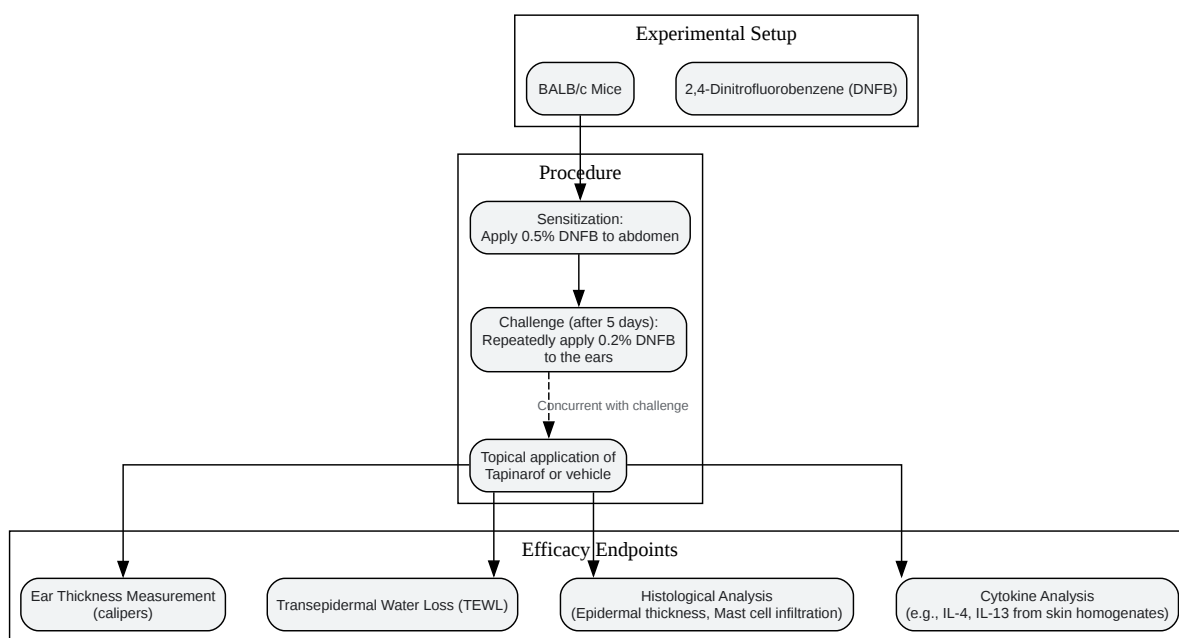 Experimental Setup
BALB/c Mice
2,4-Dinitrofluorobenzene (DNFB)
Procedure
Sensitization:
Apply 0.5% DNFB to abdomen
Challenge (after 5 days):
Repeatedly apply 0.2% DNFB
to the ears
Concurrent with challenge
Topical application of
Tapinarof or vehicle
Efficacy Endpoints
Ear Thickness Measurement
(calipers)
Transepidermal Water Loss (TEWL)
Histological Analysis
(Epidermal thickness, Mast cell infiltration)
Cytokine Analysis
(e.g., IL-4, IL-13 from skin homogenates)